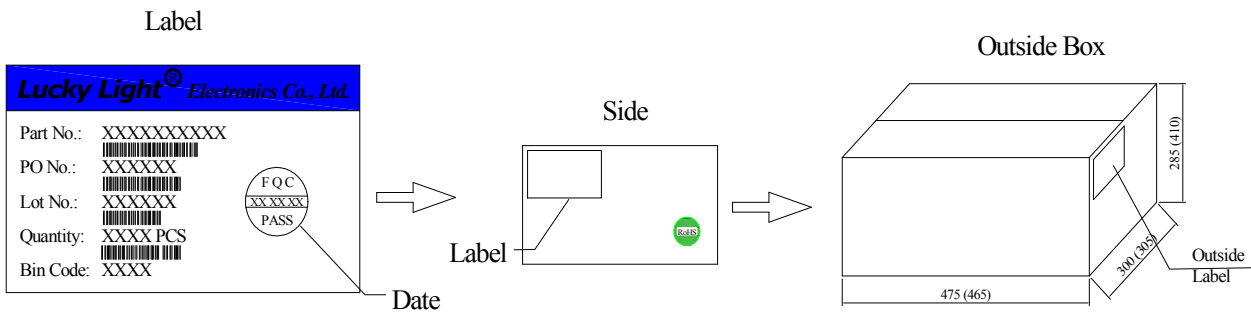 Label
Lucky Light® Electronics Co., Ltd.
Part No.: XXXXXXXXXX
PO No.: XXXXXX
Lot No.: XXXXXX
Quantity: XXXX PCS
Bin Code: XXXX
F Q C
XX XX XX
PASS
Date
Side
Label
RoHS
Outside Box
285 (410)
300 (305)
475 (465)
Outside
Label